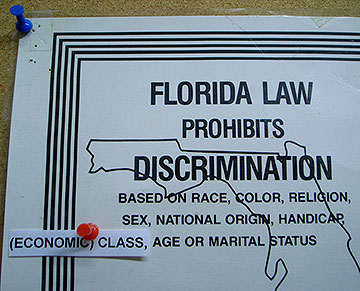 FLORIDA LAW
PROHIBITS
DISCRIMINATION
BASED ON RACE, COLOR, RELIGION,
SEX, NATIONAL ORIGIN, HANDICAP,
(ECONOMIC) CLASS, AGE OR MARITAL STATUS